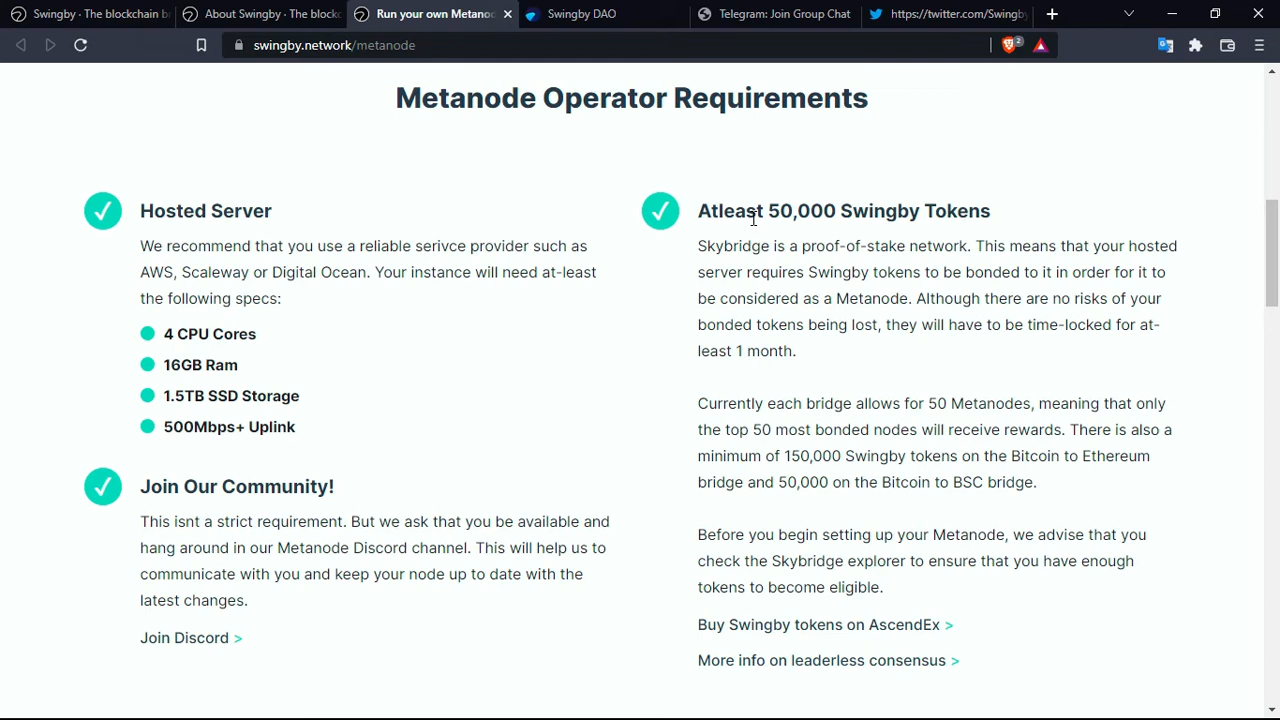 Swingby · The blockchain b
About Swingby · The block
Run your own Metano
Swingby DAO
Telegram: Join Group Chat
https://twitter.com/Swingby
swingby.network/metanode
2
Metanode Operator Requirements
Hosted Server
We recommend that you use a reliable serivce provider such as
AWS, Scaleway or Digital Ocean. Your instance will need at-least
the following specs:
4 CPU Cores
16GB Ram
1.5TB SSD Storage
500Mbps+ Uplink
Join Our Community!
This isnt a strict requirement. But we ask that you be available and
hang around in our Metanode Discord channel. This will help us to
communicate with you and keep your node up to date with the
latest changes.
Join Discord >
Atleast 50,000 Swingby Tokens
Skybridge is a proof-of-stake network. This means that your hosted
server requires Swingby tokens to be bonded to it in order for it to
be considered as a Metanode. Although there are no risks of your
bonded tokens being lost, they will have to be time-locked for at-
least 1 month.
Currently each bridge allows for 50 Metanodes, meaning that only
the top 50 most bonded nodes will receive rewards. There is also a
minimum of 150,000 Swingby tokens on the Bitcoin to Ethereum
bridge and 50,000 on the Bitcoin to BSC bridge.
Before you begin setting up your Metanode, we advise that you
check the Skybridge explorer to ensure that you have enough
tokens to become eligible.
Buy Swingby tokens on AscendEx >
More info on leaderless consensus >